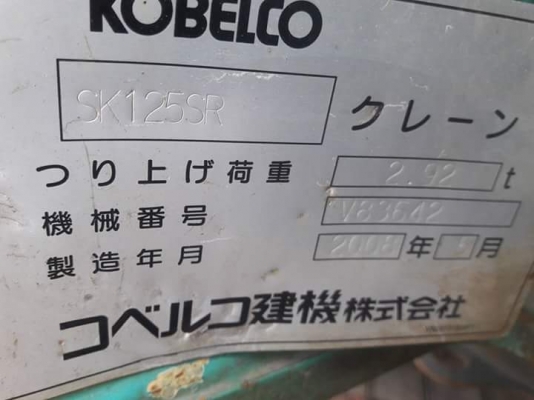 KOBELCO
SK125SR クレーン
つり上げ荷重 2.92 t
機械番号
製造年月 2008 年 月
コベルコ建機株式会社